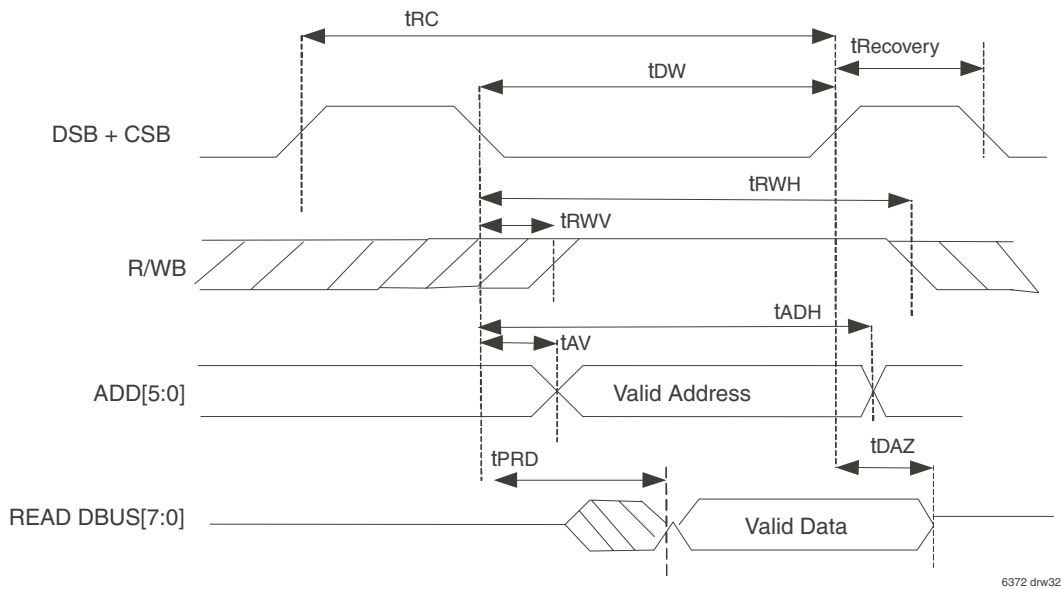 tRC
tRecovery
tDW
DSB + CSB
tRWH
tRWV
R/WB
tADH
tAV
ADD[5:0]
Valid Address
tDAZ
tPRD
READ DBUS[7:0]
Valid Data
6372 drw32